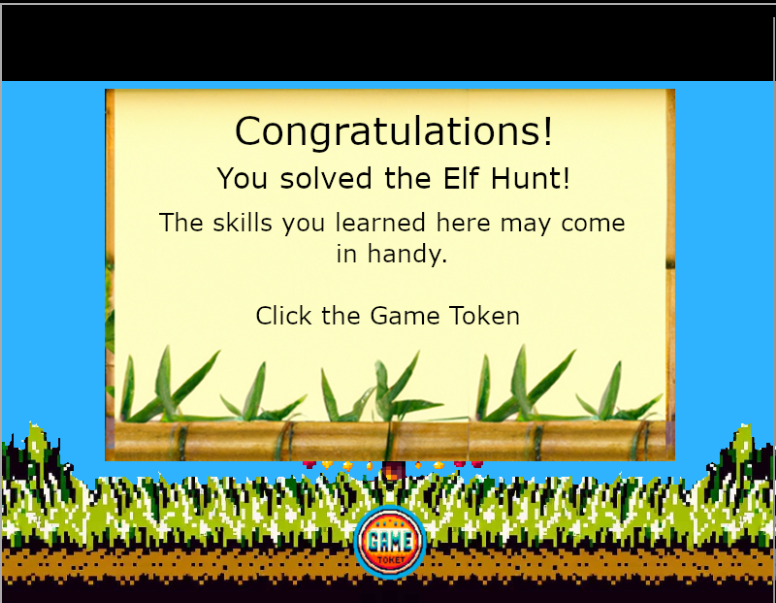 Congratulations!
You solved the Elf Hunt!
The skills you learned here may come
in handy.
Click the Game Token
GAME
TOKET